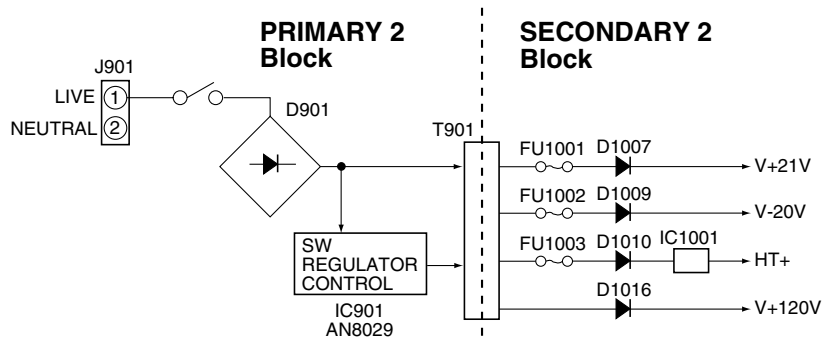 PRIMARY 2
Block
SECONDARY 2
Block
J901
LIVE
1
NEUTRAL
2
D901
T901
FU1001
D1007
V+21V
FU1002
D1009
V-20V
FU1003
D1010
IC1001
HT+
D1016
V+120V
SW
REGULATOR
CONTROL
IC901
AN8029